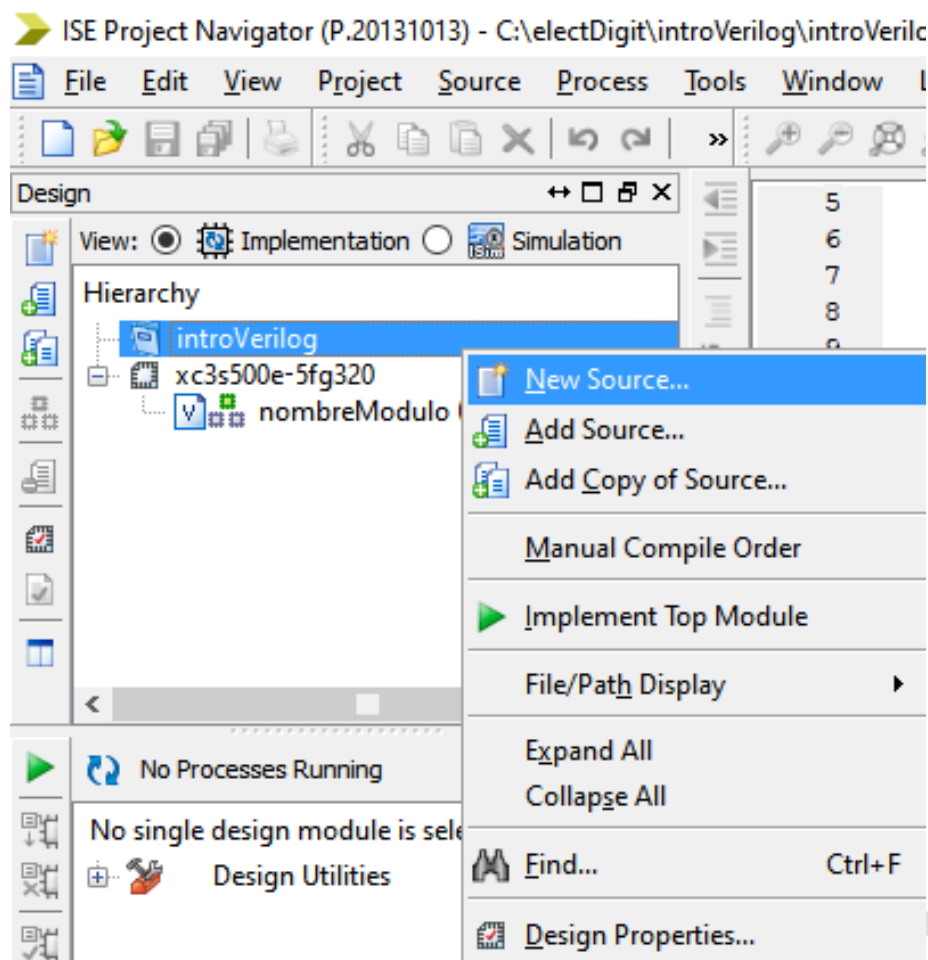 ISE Project Navigator (P.20131013) - C:\electDigit\introVerilog\introVerilo
File Edit View Project Source Process Tools Window L
Design
View: Implementation Simulation
Hierarchy
introVerilog
xc3s500e-5fg320
nombreModulo (
5
6
7
8
9
New Source...
Add Source...
Add Copy of Source...
Manual Compile Order
Implement Top Module
File/Path Display
Expand All
Collapse All
Find... Ctrl+F
Design Properties...
No Processes Running
No single design module is sele
Design Utilities